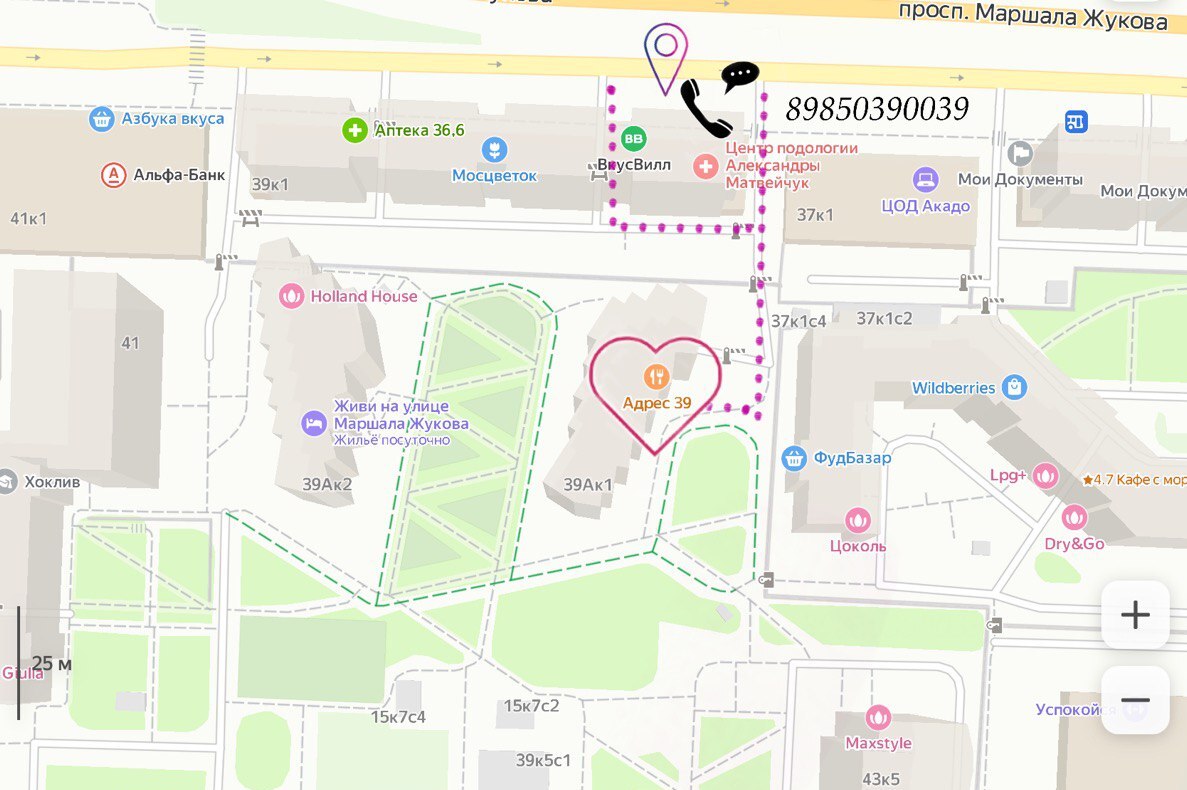 просп. Маршала Жукова
89850390039
Азбука вкуса
Аптека 36,6
Мосцветок
BB
ВкусВилл
Центр подологии
Александры
Матвейчук
Альфа-Банк
39к1
41к1
37к1
ЦОД Акадо
Мои Документы
Мои Докум
Holland House
37к1с4
37к1с2
41
Адрес 39
Wildberries
Живи на улице
Маршала Жукова
Жильё посуточно
39Ак2
39Ак1
Хоклив
ФудБазар
Lpg+
4.7 Кафе с мор
Цоколь
Dry&Go
25 м
Giulia
15к7с4
15к7с2
39к5с1
Успокой
Maxstyle
43к5